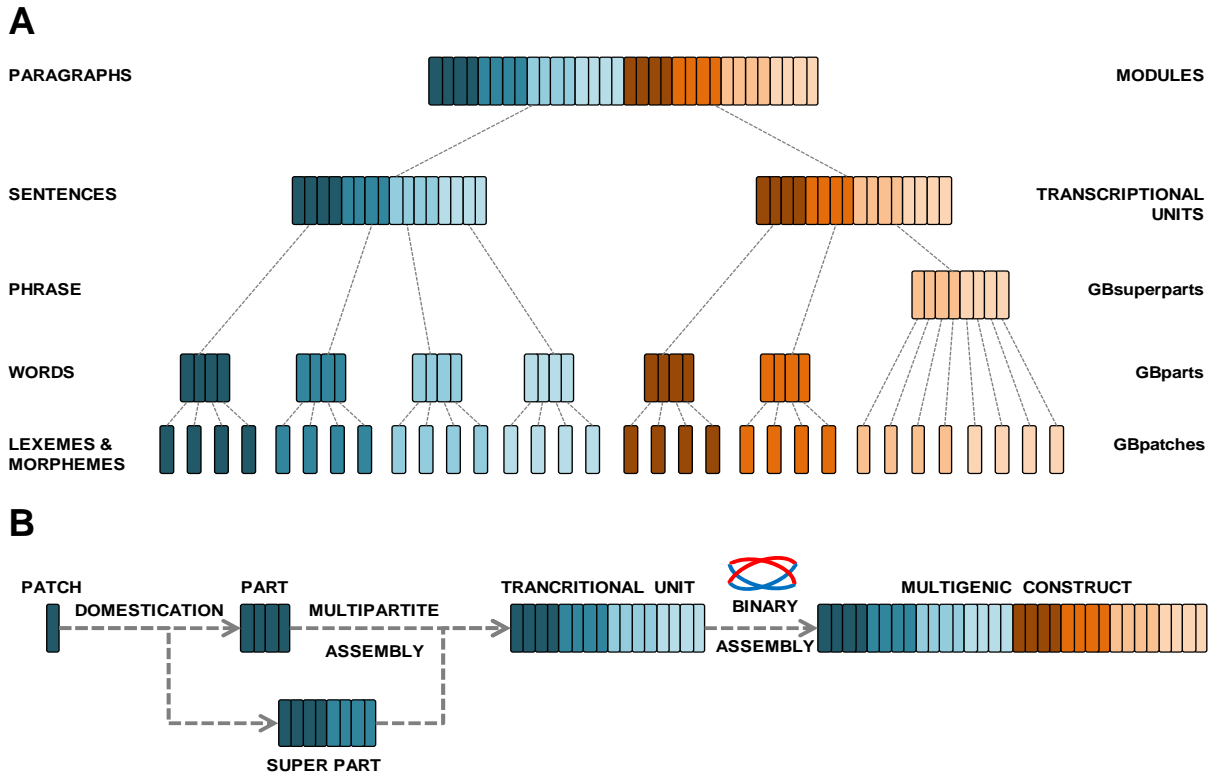 A
PARAGRAPHS
MODULES
SENTENCES
TRANSCRIPTIONAL
UNITS
PHRASE
GBsuperparts
WORDS
GBparts
LEXEMES &
MORPHEMES
GBpatches
B
PATCH
DOMESTICATION
PART
MULTIPARTITE
ASSEMBLY
SUPER PART
TRANCRITIONAL UNIT
BINARY
ASSEMBLY
MULTIGENIC CONSTRUCT